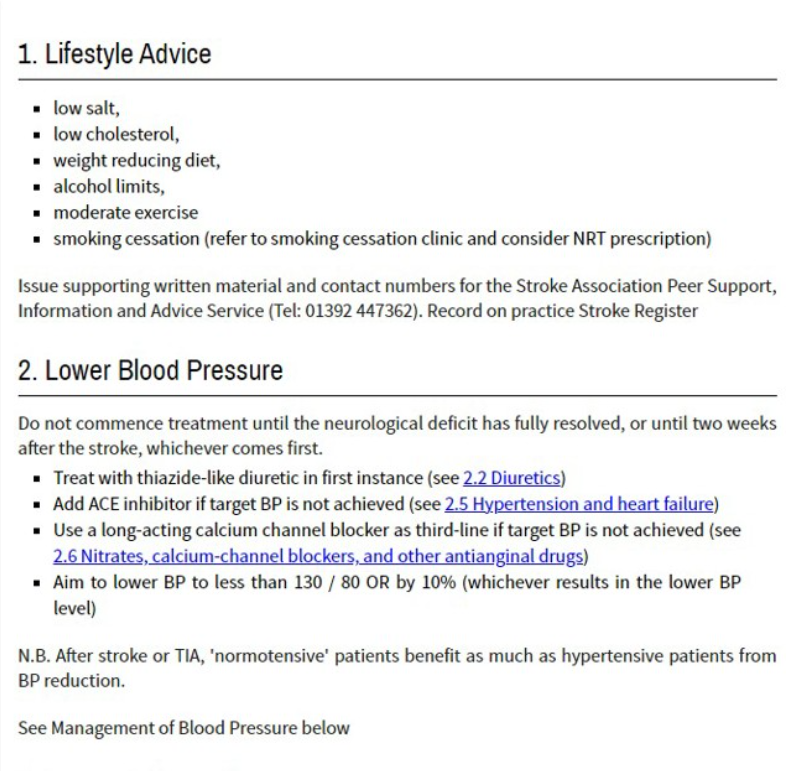 1. Lifestyle Advice
▪ low salt,
▪ low cholesterol,
▪ weight reducing diet,
▪ alcohol limits,
▪ moderate exercise
▪ smoking cessation (refer to smoking cessation clinic and consider NRT prescription)
Issue supporting written material and contact numbers for the Stroke Association Peer Support,
Information and Advice Service (Tel: 01392 447362). Record on practice Stroke Register
2. Lower Blood Pressure
Do not commence treatment until the neurological deficit has fully resolved, or until two weeks
after the stroke, whichever comes first.
▪ Treat with thiazide-like diuretic in first instance (see 2.2 Diuretics)
▪ Add ACE inhibitor if target BP is not achieved (see 2.5 Hypertension and heart failure)
▪ Use a long-acting calcium channel blocker as third-line if target BP is not achieved (see
2.6 Nitrates, calcium-channel blockers, and other antianginal drugs)
▪ Aim to lower BP to less than 130 / 80 OR by 10% (whichever results in the lower BP
level)
N.B. After stroke or TIA, 'normotensive' patients benefit as much as hypertensive patients from
BP reduction.
See Management of Blood Pressure below